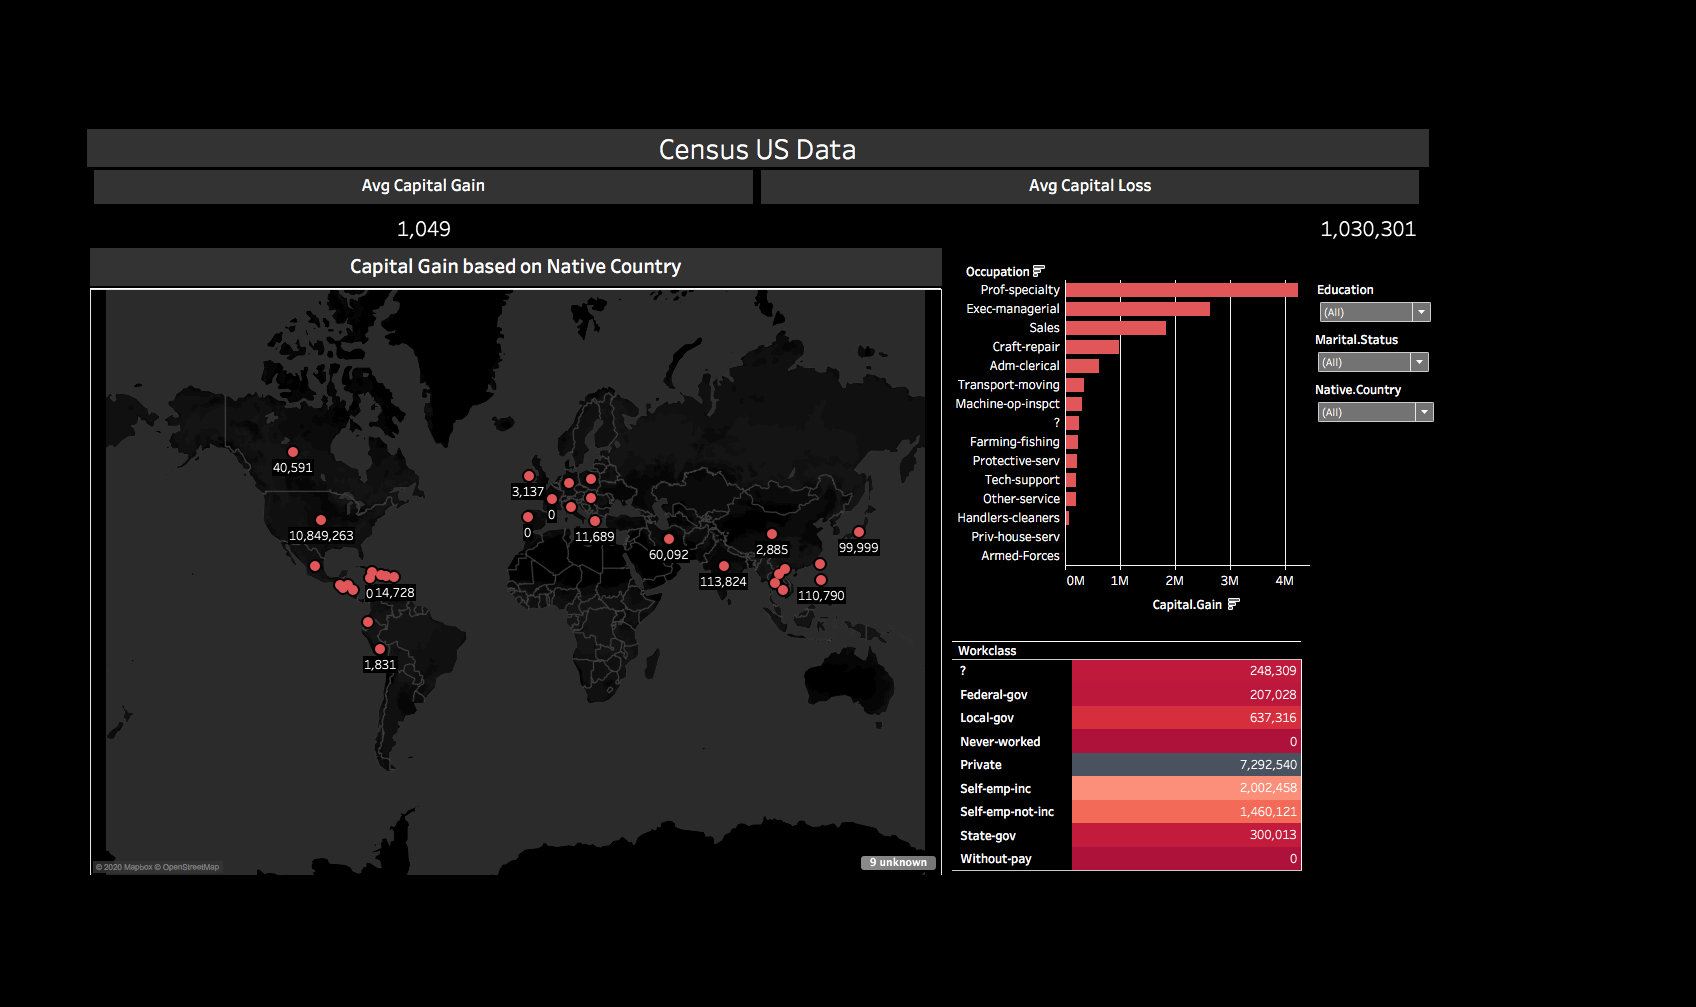 Census US Data
Avg Capital Gain
Avg Capital Loss
1,049
1,030,301
Capital Gain based on Native Country
40,591
10,849,263
0
14,728
1,831
3,137
0
0
11,689
60,092
113,824
2,885
99,999
110,790
© 2020 Mapbox © OpenStreetMap
9 unknown
Occupation
Prof-specialty
Exec-managerial
Sales
Craft-repair
Adm-clerical
Transport-moving
Machine-op-inspct
?
Farming-fishing
Protective-serv
Tech-support
Other-service
Handlers-cleaners
Priv-house-serv
Armed-Forces
0M 1M 2M 3M 4M
Capital.Gain
Education
(All)
Marital.Status
(All)
Native.Country
(All)
Workclass
? 248,309
Federal-gov 207,028
Local-gov 637,316
Never-worked 0
Private 7,292,540
Self-emp-inc 2,002,458
Self-emp-not-inc 1,460,121
State-gov 300,013
Without-pay 0